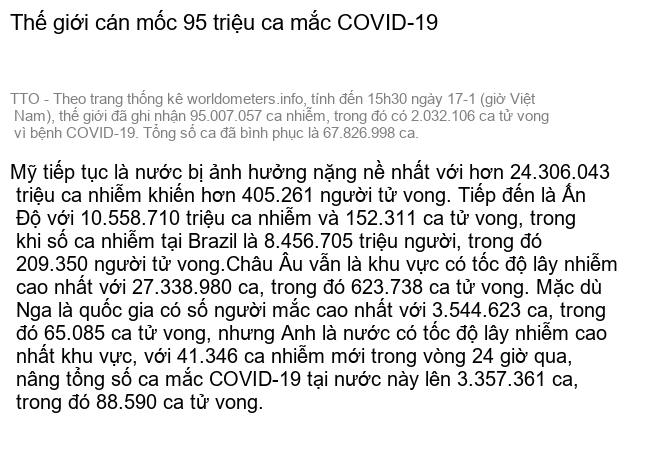 Thế giới cán mốc 95 triệu ca mắc COVID-19
TTO - Theo trang thống kê worldometers.info, tính đến 15h30 ngày 17-1 (giờ Việt
Nam), thế giới đã ghi nhận 95.007.057 ca nhiễm, trong đó có 2.032.106 ca tử vong
vì bệnh COVID-19. Tổng số ca đã bình phục là 67.826.998 ca.
Mỹ tiếp tục là nước bị ảnh hưởng nặng nề nhất với hơn 24.306.043
triệu ca nhiễm khiến hơn 405.261 người tử vong. Tiếp đến là Ấn
Độ với 10.558.710 triệu ca nhiễm và 152.311 ca tử vong, trong
khi số ca nhiễm tại Brazil là 8.456.705 triệu người, trong đó
209.350 người tử vong.Châu Âu vẫn là khu vực có tốc độ lây nhiễm
cao nhất với 27.338.980 ca, trong đó 623.738 ca tử vong. Mặc dù
Nga là quốc gia có số người mắc cao nhất với 3.544.623 ca, trong
đó 65.085 ca tử vong, nhưng Anh là nước có tốc độ lây nhiễm cao
nhất khu vực, với 41.346 ca nhiễm mới trong vòng 24 giờ qua,
nâng tổng số ca mắc COVID-19 tại nước này lên 3.357.361 ca,
trong đó 88.590 ca tử vong.